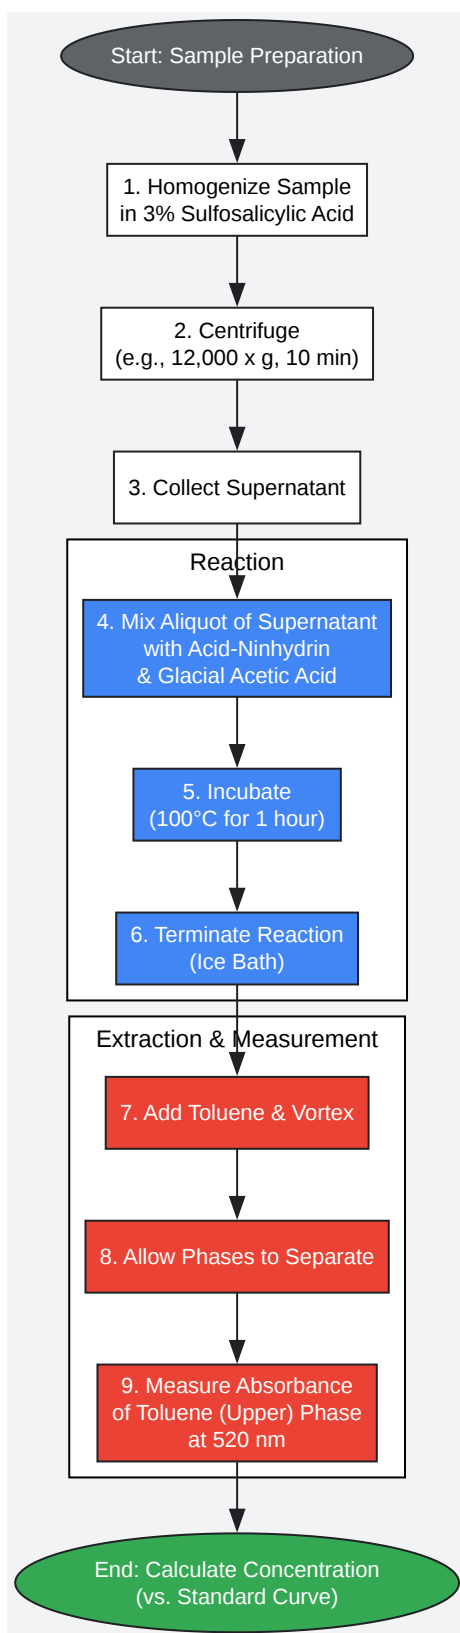 Start: Sample Preparation
1. Homogenize Sample
in 3% Sulfosalicylic Acid
2. Centrifuge
(e.g., 12,000 x g, 10 min)
3. Collect Supernatant
Reaction
4. Mix Aliquot of Supernatant
with Acid-Ninhydrin
& Glacial Acetic Acid
5. Incubate
(100°C for 1 hour)
6. Terminate Reaction
(Ice Bath)
Extraction & Measurement
7. Add Toluene & Vortex
8. Allow Phases to Separate
9. Measure Absorbance
of Toluene (Upper) Phase
at 520 nm
End: Calculate Concentration
(vs. Standard Curve)